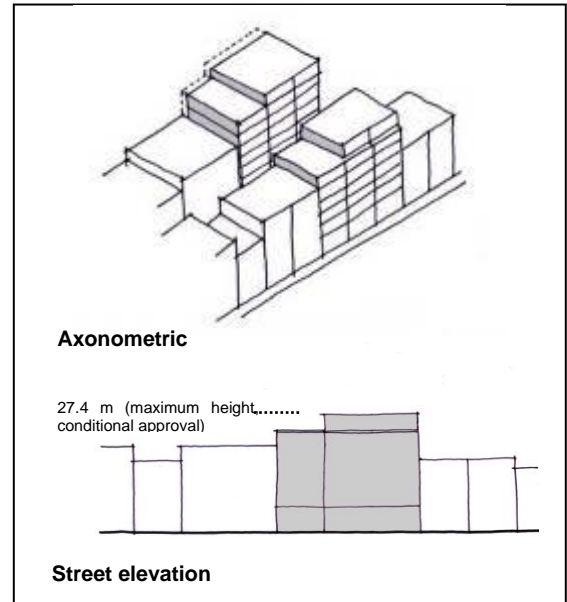 Axonometric
27.4 m (maximum height,.........
conditional approval)
Street elevation